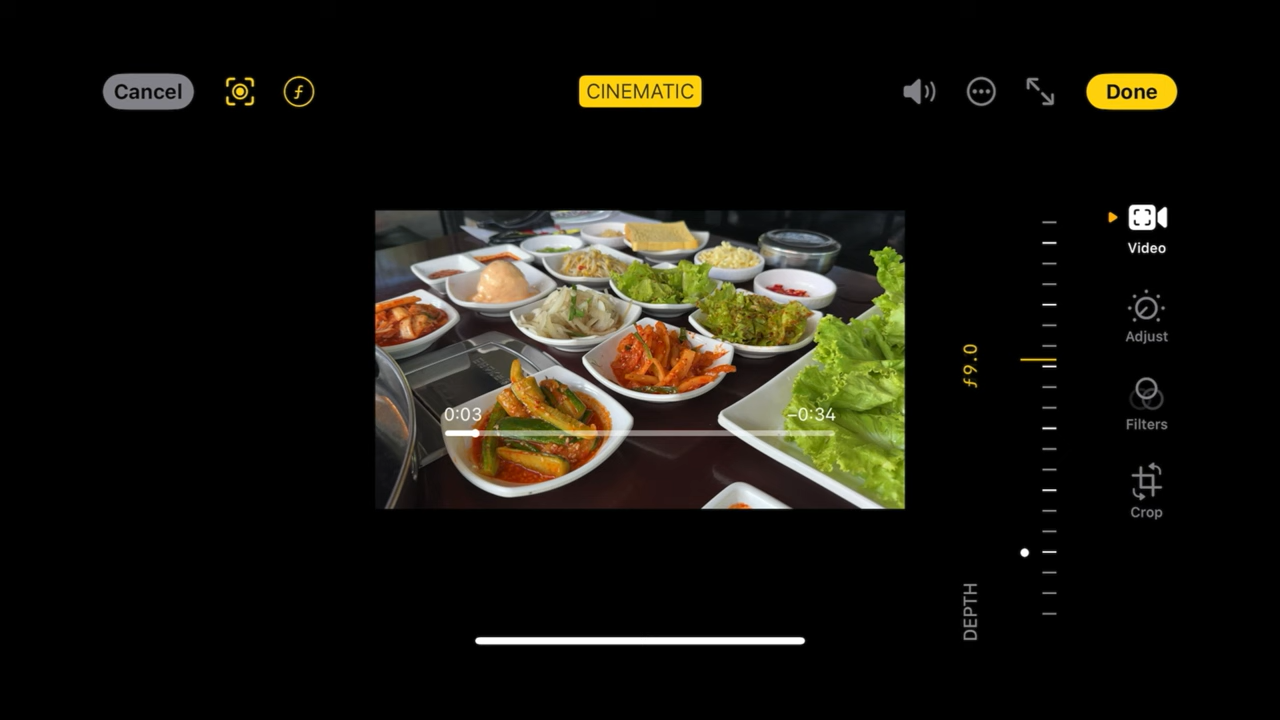 Cancel
f
CINEMATIC
Done
Video
Adjust
Filters
Crop
ƒ9.0
DEPTH
0:03
−0:34